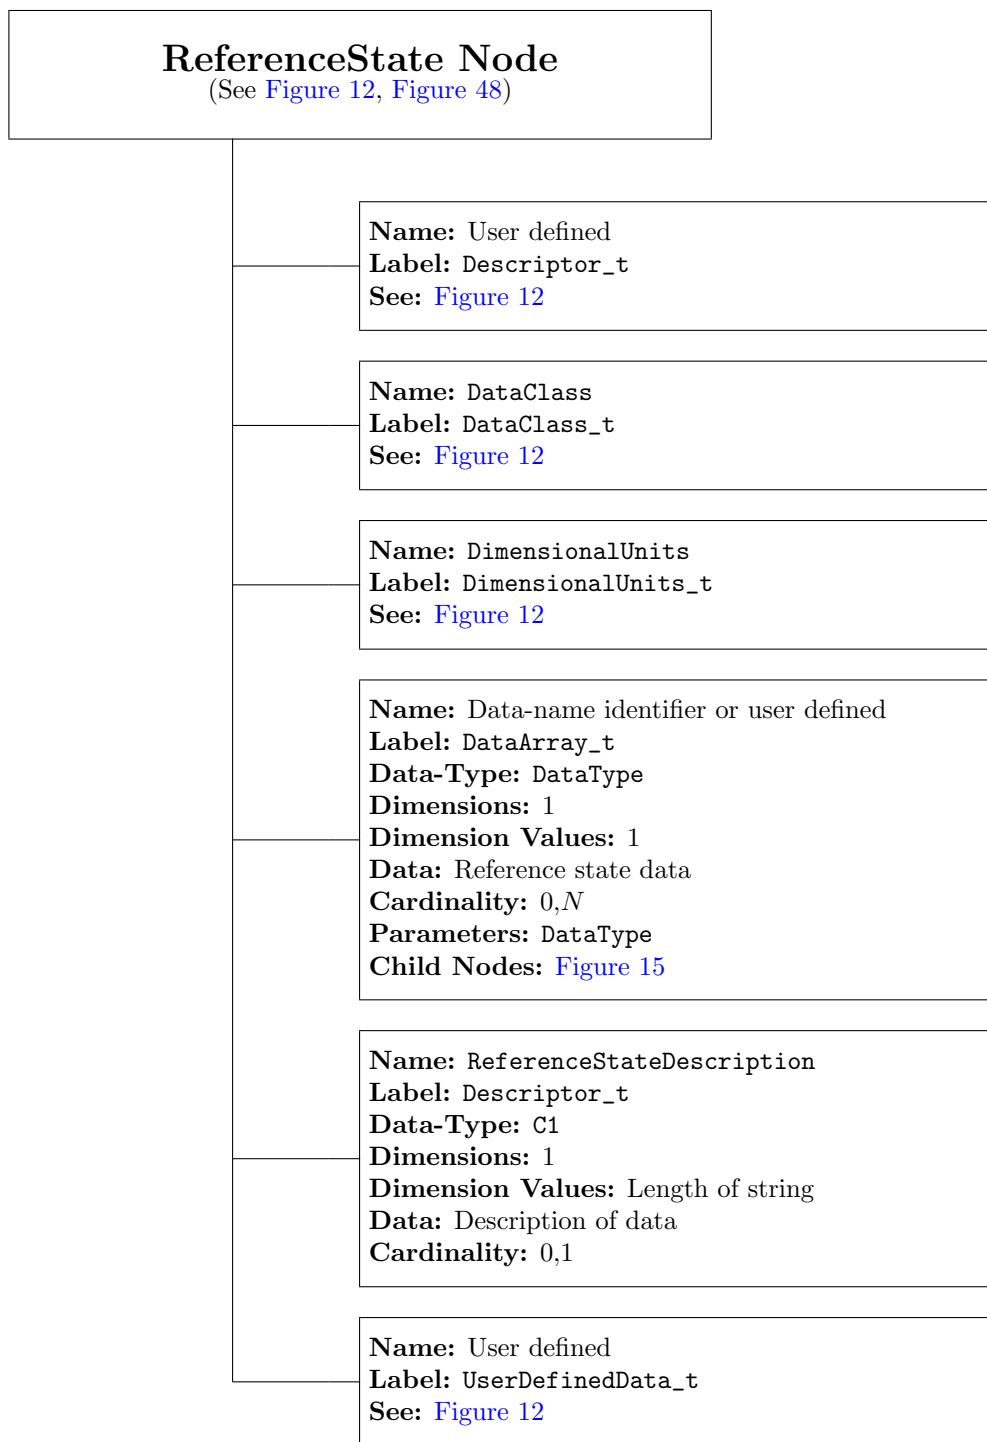 ReferenceState Node
(See Figure 12, Figure 48)
Name: User defined
Label: Descriptor_t
See: Figure 12
Name: DataClass
Label: DataClass_t
See: Figure 12
Name: DimensionalUnits
Label: DimensionalUnits_t
See: Figure 12
Name: Data-name identifier or user defined
Label: DataArray_t
Data-Type: DataType
Dimensions: 1
Dimension Values: 1
Data: Reference state data
Cardinality: 0,N
Parameters: DataType
Child Nodes: Figure 15
Name: ReferenceStateDescription
Label: Descriptor_t
Data-Type: C1
Dimensions: 1
Dimension Values: Length of string
Data: Description of data
Cardinality: 0,1
Name: User defined
Label: UserDefinedData_t
See: Figure 12